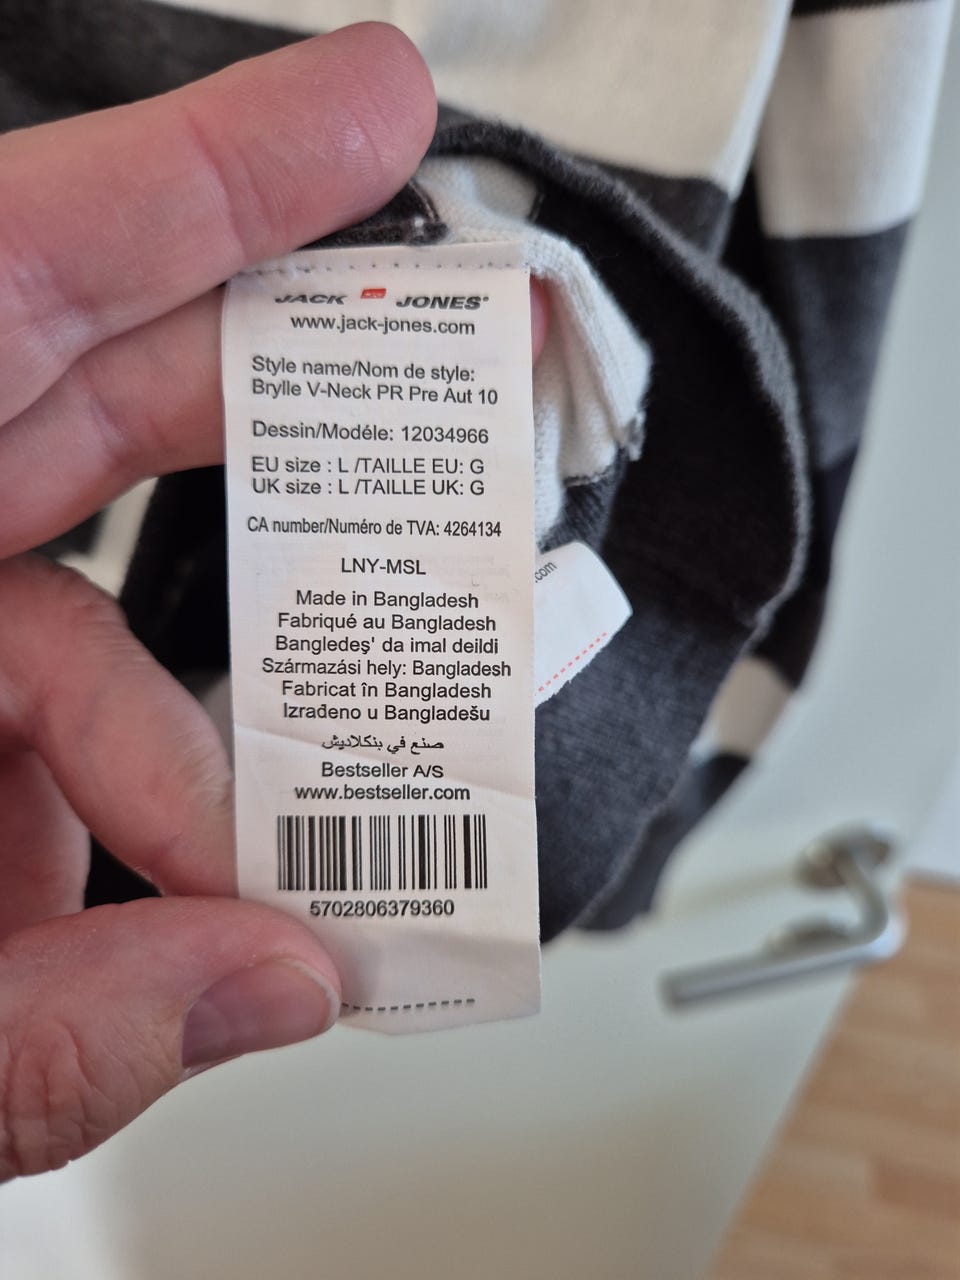 JACK JONES®
www.jack-jones.com
Style name/Nom de style:
Brylle V-Neck PR Pre Aut 10
Dessin/Modéle: 12034966
EU size : L /TAILLE EU: G
UK size : L /TAILLE UK: G
CA number/Numéro de TVA: 4264134
LNY-MSL
Made in Bangladesh
Fabriqué au Bangladesh
Bangledeş' da imal deildi
Származási hely: Bangladesh
Fabricat în Bangladesh
Izrađeno u Bangladešu
صنع في بنكلاديش
Bestseller A/S
www.bestseller.com
5702806379360
.com